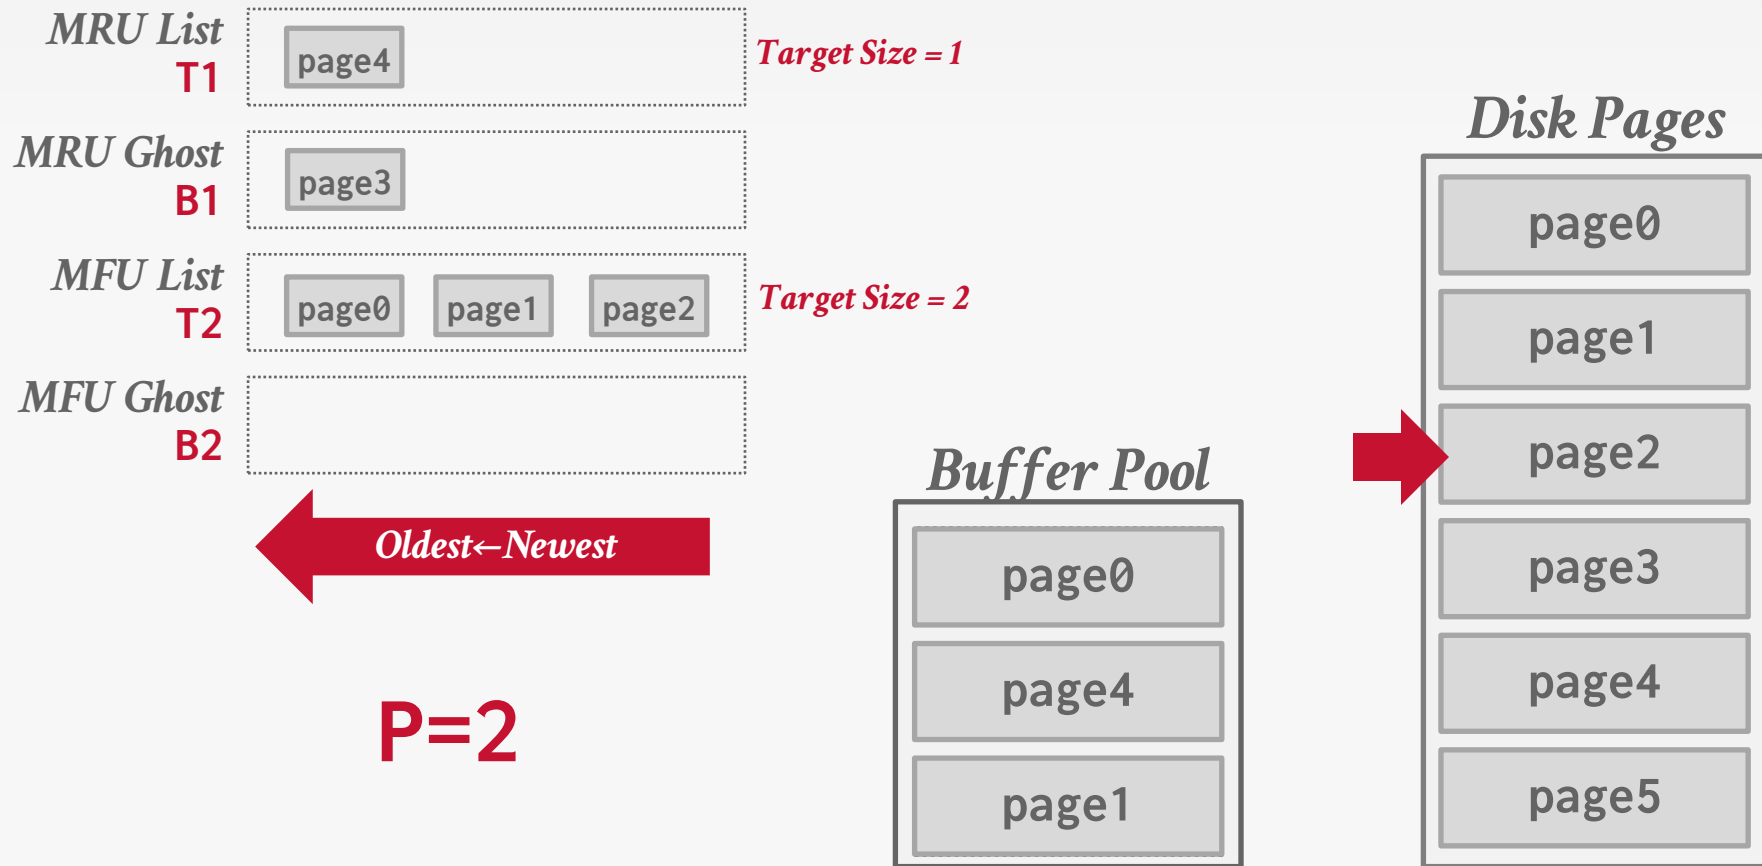 MRU List
T1
page4
Target Size = 1
MRU Ghost
B1
page3
MFU List
T2
page0 page1 page2
Target Size = 2
MFU Ghost
B2
Oldest←Newest
P=2
Buffer Pool
page0
page4
page1
Disk Pages
page0
page1
page2
page3
page4
page5